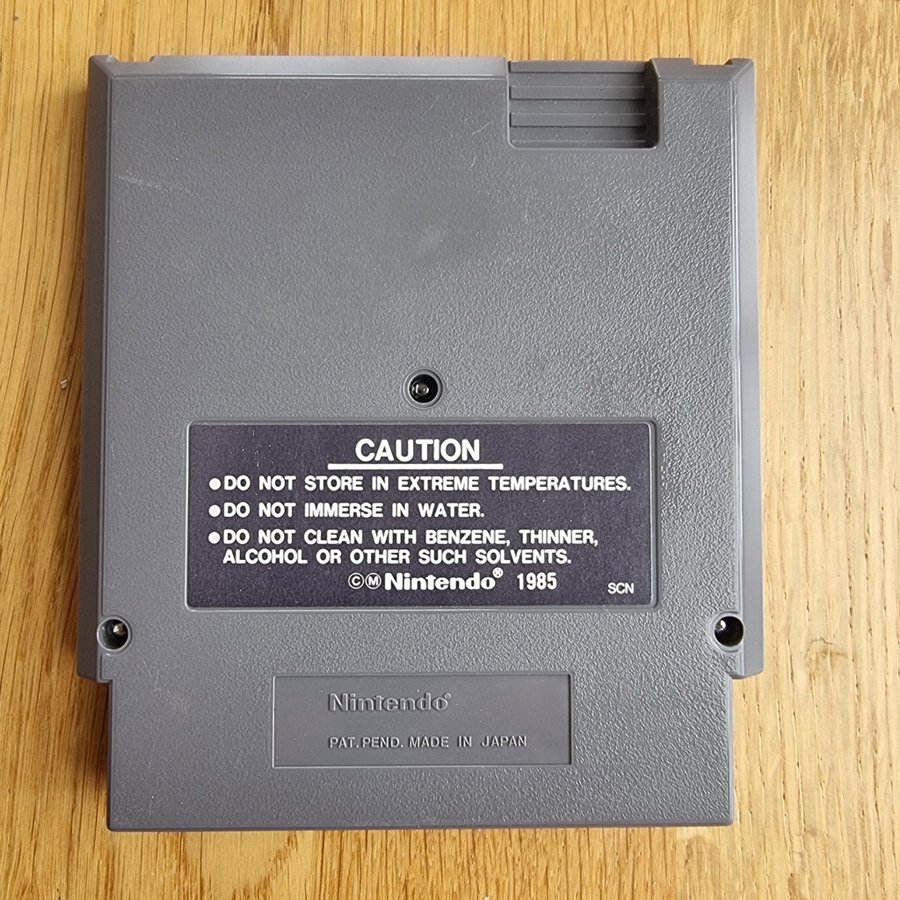 CAUTION
●DO NOT STORE IN EXTREME TEMPERATURES.
●DO NOT IMMERSE IN WATER.
●DO NOT CLEAN WITH BENZENE, THINNER,
ALCOHOL OR OTHER SUCH SOLVENTS.
©Ⓜ Nintendo® 1985
SCN
Nintendo®
PAT. PEND. MADE IN JAPAN